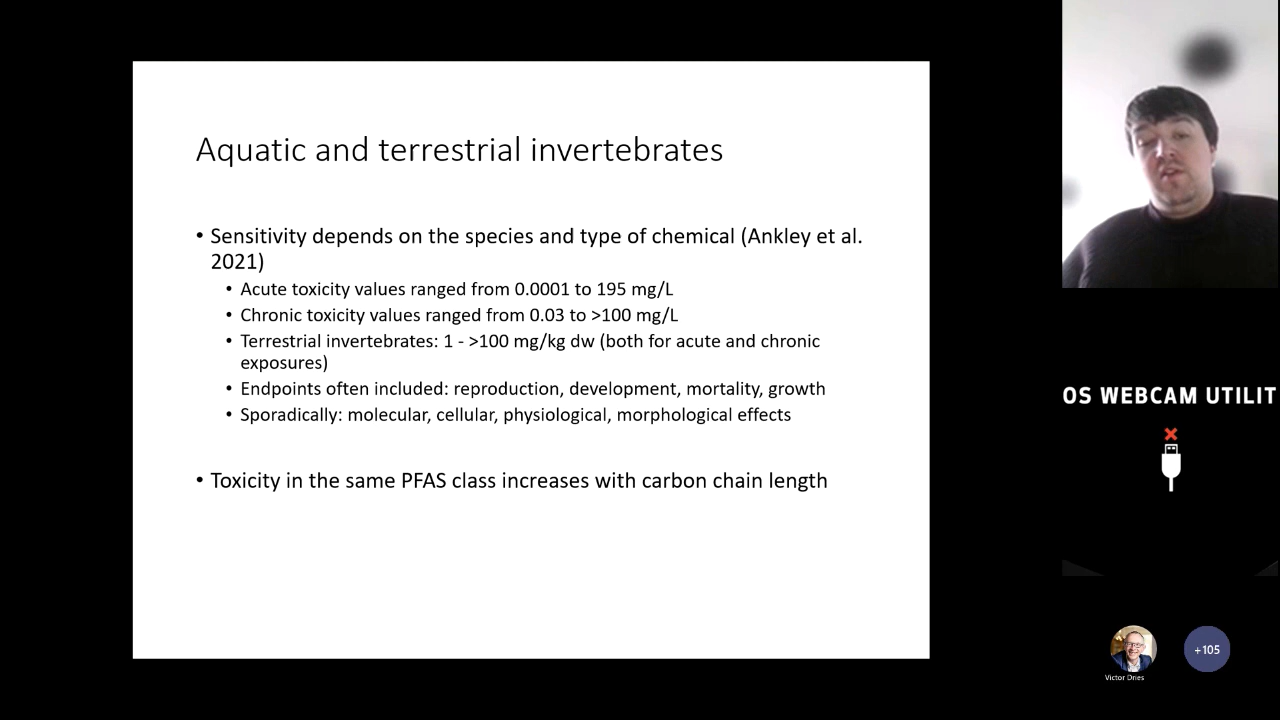 Aquatic and terrestrial invertebrates
• Sensitivity depends on the species and type of chemical (Ankley et al.
2021)
• Acute toxicity values ranged from 0.0001 to 195 mg/L
• Chronic toxicity values ranged from 0.03 to >100 mg/L
• Terrestrial invertebrates: 1 - >100 mg/kg dw (both for acute and chronic
exposures)
• Endpoints often included: reproduction, development, mortality, growth
• Sporadically: molecular, cellular, physiological, morphological effects
• Toxicity in the same PFAS class increases with carbon chain length
OS WEBCAM UTILIT
Victor Dries
+105